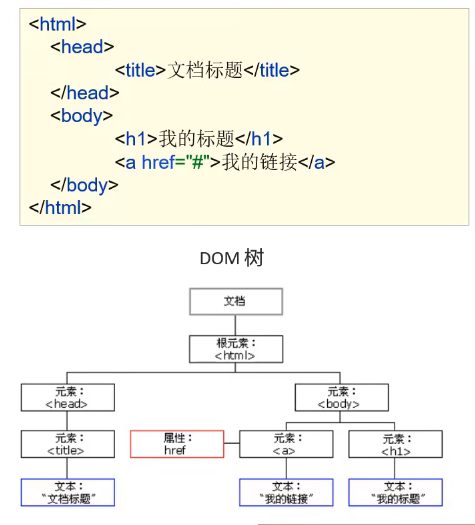 <html>
<head>
<title>文档标题</title>
</head>
<body>
<h1>我的标题</h1>
<a href="#">我的链接</a>
</body>
</html>
DOM 树
文档
根元素：
<html>
元素：
<head>
元素：
<body>
元素：
<title>
属性：
href
元素：
<a>
元素：
<h1>
文本：
"文档标题"
文本：
"我的链接"
文本：
"我的标题"